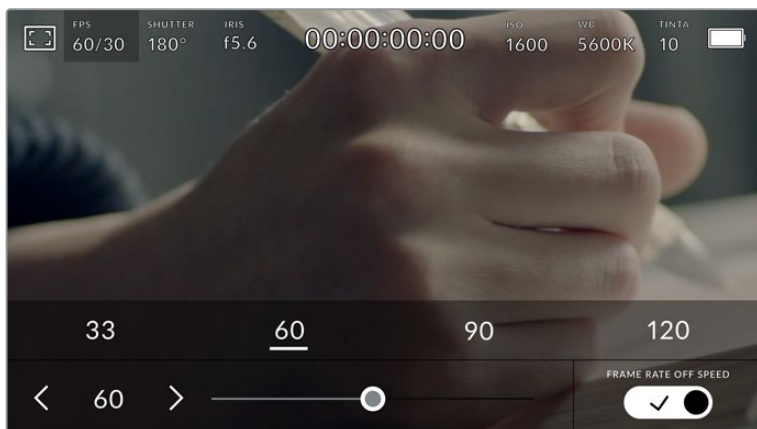 FPS SHUTTER IRIS ISO WB TINTA
60/30 180° f5.6 00:00:00:00 1600 5600K 10
33 60 90 120
FRAME RATE OFF SPEED
60